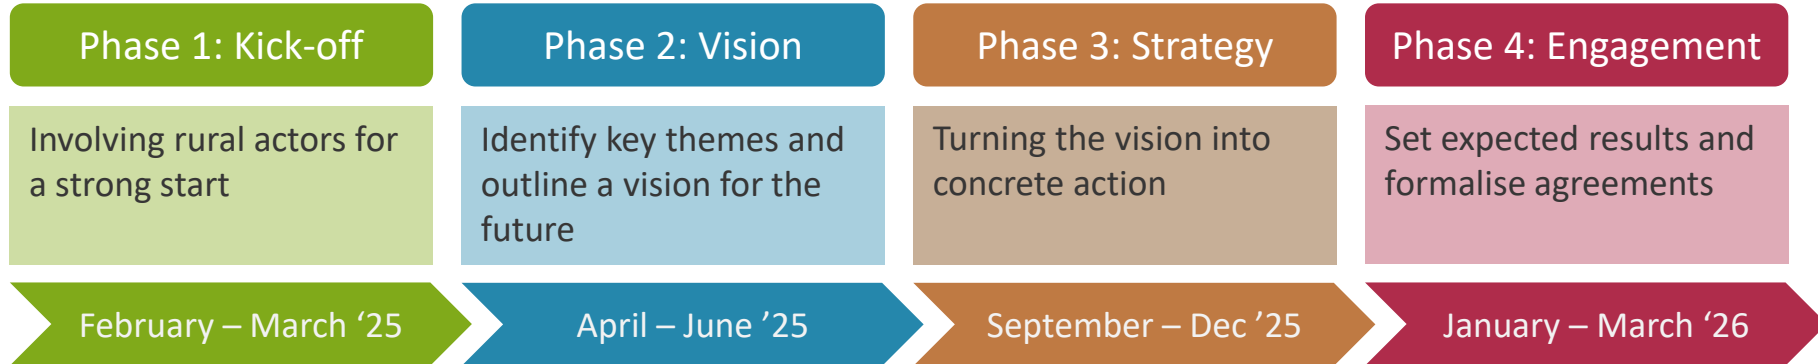 Phase 1: Kick-off
Involving rural actors for
a strong start
February – March ‘25
Phase 2: Vision
Identify key themes and
outline a vision for the
future
April – June ’25
Phase 3: Strategy
Turning the vision into
concrete action
September – Dec ’25
Phase 4: Engagement
Set expected results and
formalise agreements
January – March ‘26